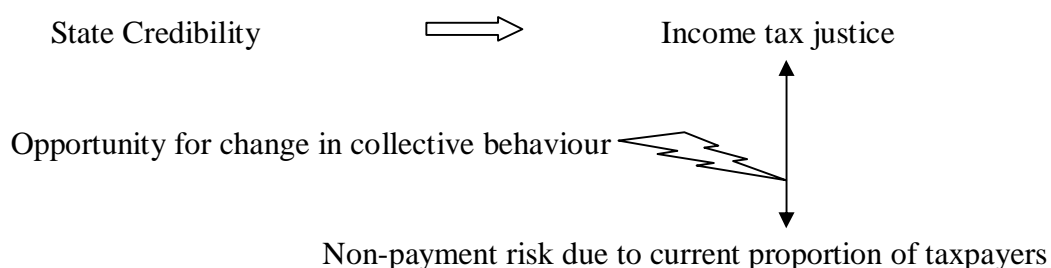 State Credibility
Income tax justice
Opportunity for change in collective behaviour
Non-payment risk due to current proportion of taxpayers